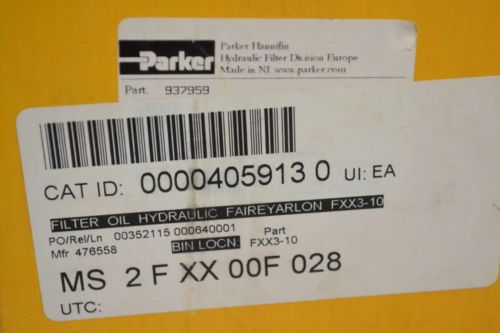 Parker
Parker Hannifin
Hydraulic Filter Division Europe
Made in NL www.parker.com
Part. 937959
CAT ID: 0000405913 0 UI: EA
FILTER OIL HYDRAULIC FAIREYARLON FXX3-10
PO/Rel/Ln 00352115 000640001 Part
Mfr 476558 BIN LOCN: FXX3-10
MS 2 F XX 00F 028
UTC: